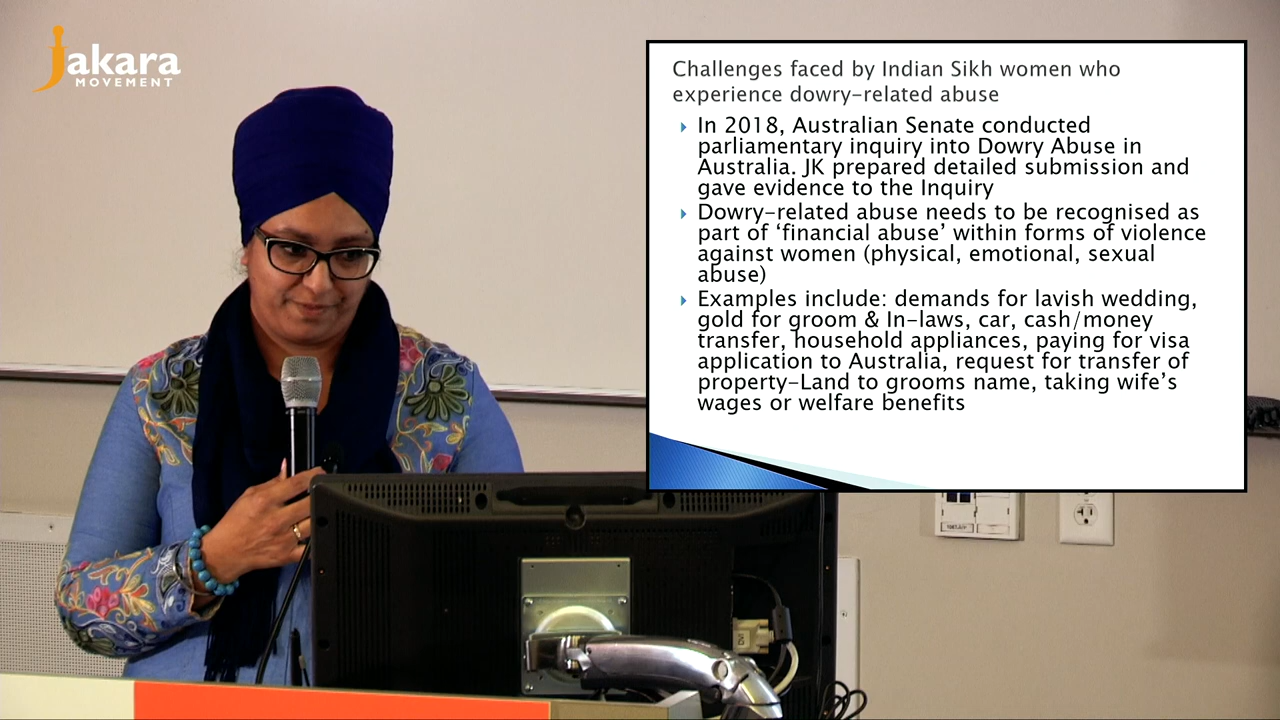 Jakara
MOVEMENT
Challenges faced by Indian Sikh women who
experience dowry-related abuse
In 2018, Australian Senate conducted
parliamentary inquiry into Dowry Abuse in
Australia. JK prepared detailed submission and
gave evidence to the Inquiry
Dowry-related abuse needs to be recognised as
part of ‘financial abuse’ within forms of violence
against women (physical, emotional, sexual
abuse)
Examples include: demands for lavish wedding,
gold for groom & In-laws, car, cash/money
transfer, household appliances, paying for visa
application to Australia, request for transfer of
property-Land to grooms name, taking wife’s
wages or welfare benefits
DVI